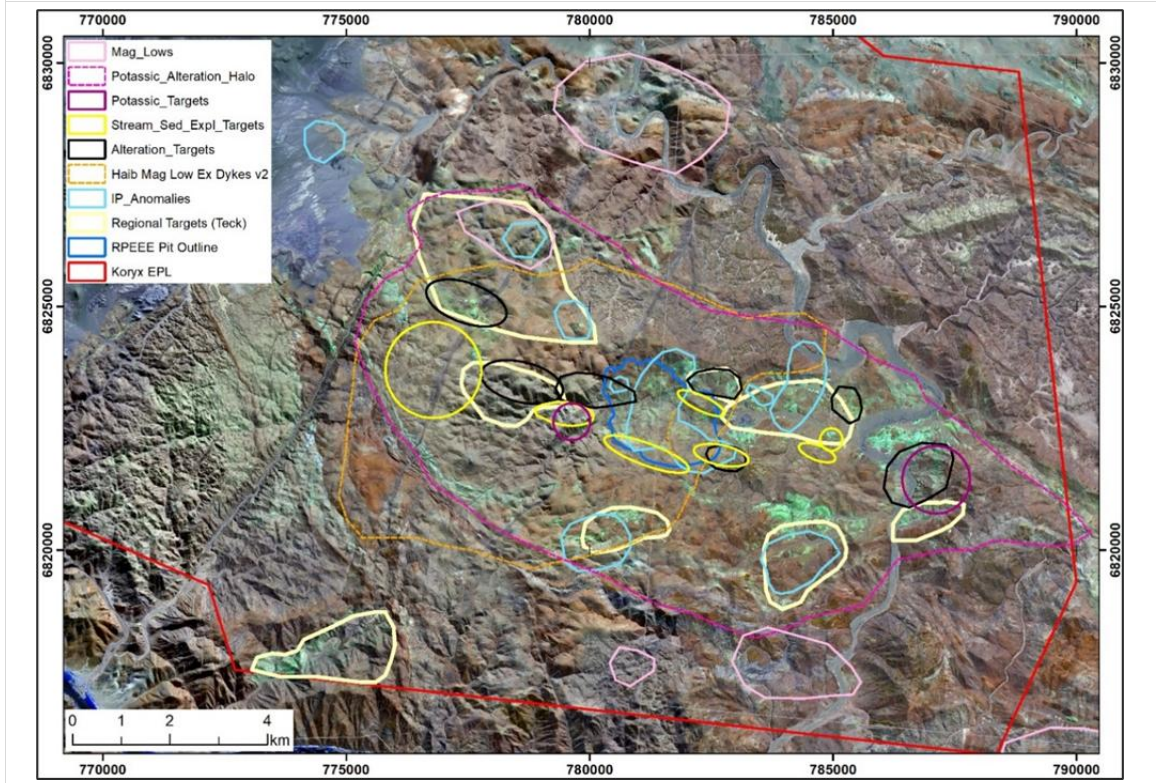 770000 775000 780000 785000 790000
6830000 6830000
Mag_Lows
Potassic_Alteration_Halo
Potassic_Targets
Stream_Sed_Expl_Targets
Alteration_Targets
Haib Mag Low Ex Dykes v2
IP_Anomalies
Regional Targets (Teck)
RPEEE Pit Outline
Koryx EPL
6825000 6825000
6820000 6820000
0 1 2 4
km
770000 775000 780000 785000 790000